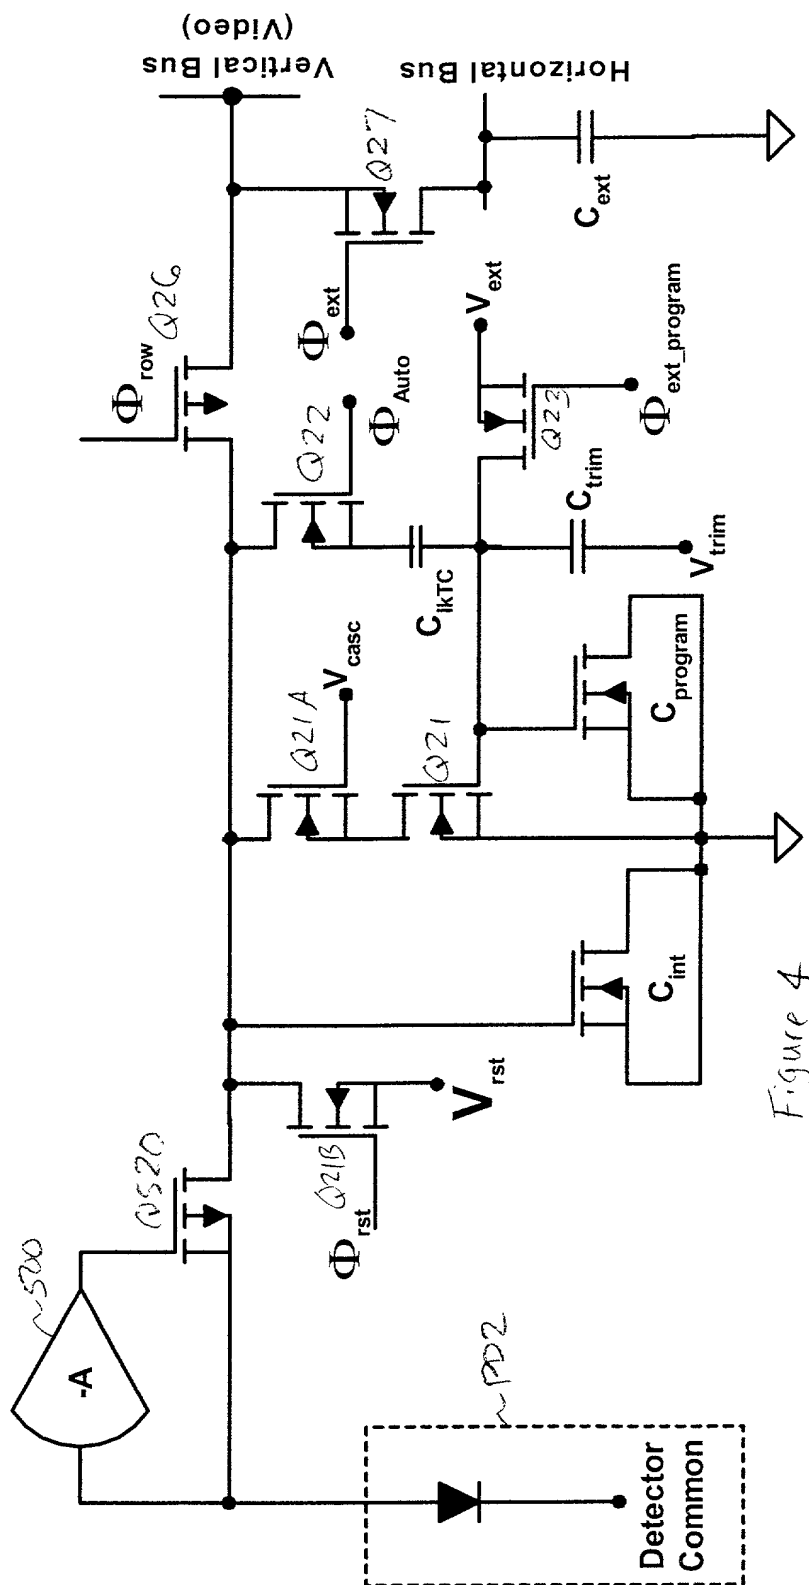 Vertical Bus
(Video)
Horizontal Bus
Φrow
Q26
Q27
Φext
Cext
Vext
Q22
ΦAuto
Q23
Φext_program
Ctrim
Vtrim
CIkTC
Vcasc
Q21A
Q21
Cprogram
Cint
500
-A
Q520
Q21B
Φrst
Vrst
PD2
Detector
Common
Figure 4